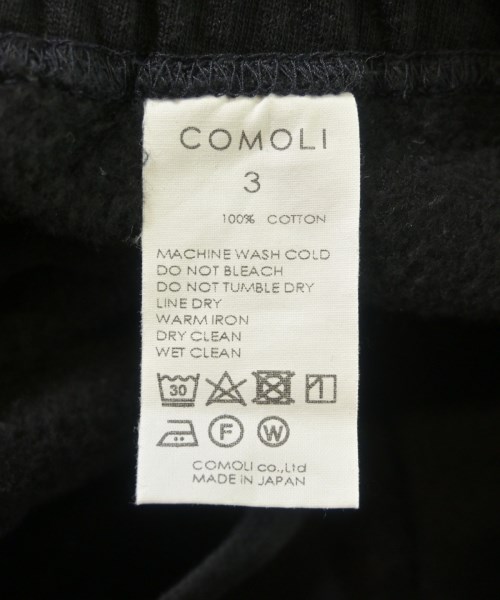 COMOLI
3
100% COTTON
MACHINE WASH COLD
DO NOT BLEACH
DO NOT TUMBLE DRY
LINE DRY
WARM IRON
DRY CLEAN
WET CLEAN
30
F W
COMOLI co.,Ltd
MADE IN JAPAN